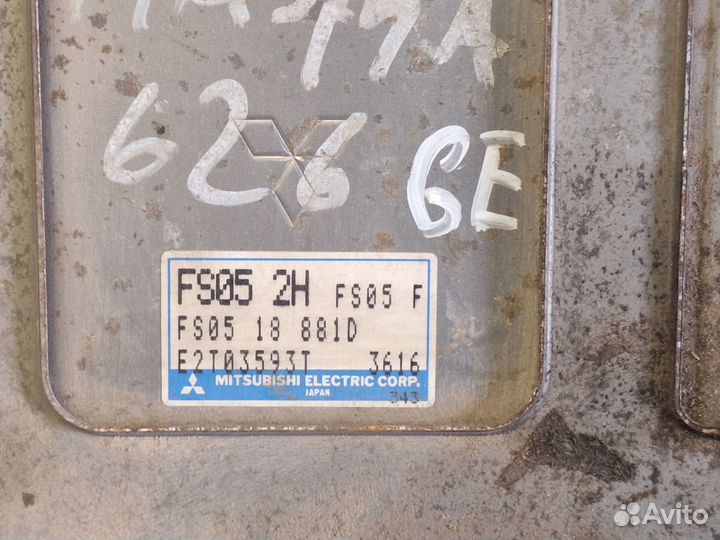 626 GE
FS05 2H FS05 F
FS05 18 881D
E2T03593T 3616
MITSUBISHI ELECTRIC CORP.
JAPAN 343
Avito